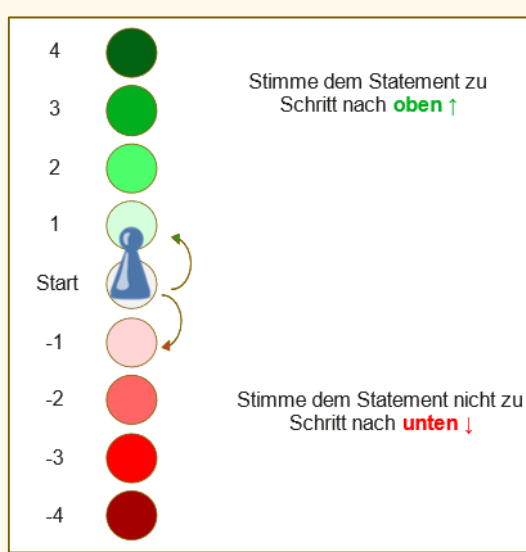 4
Stimme dem Statement zu
Schritt nach oben ↑
3
2
1
Start
-1
-2
Stimme dem Statement nicht zu
Schritt nach unten ↓
-3
-4